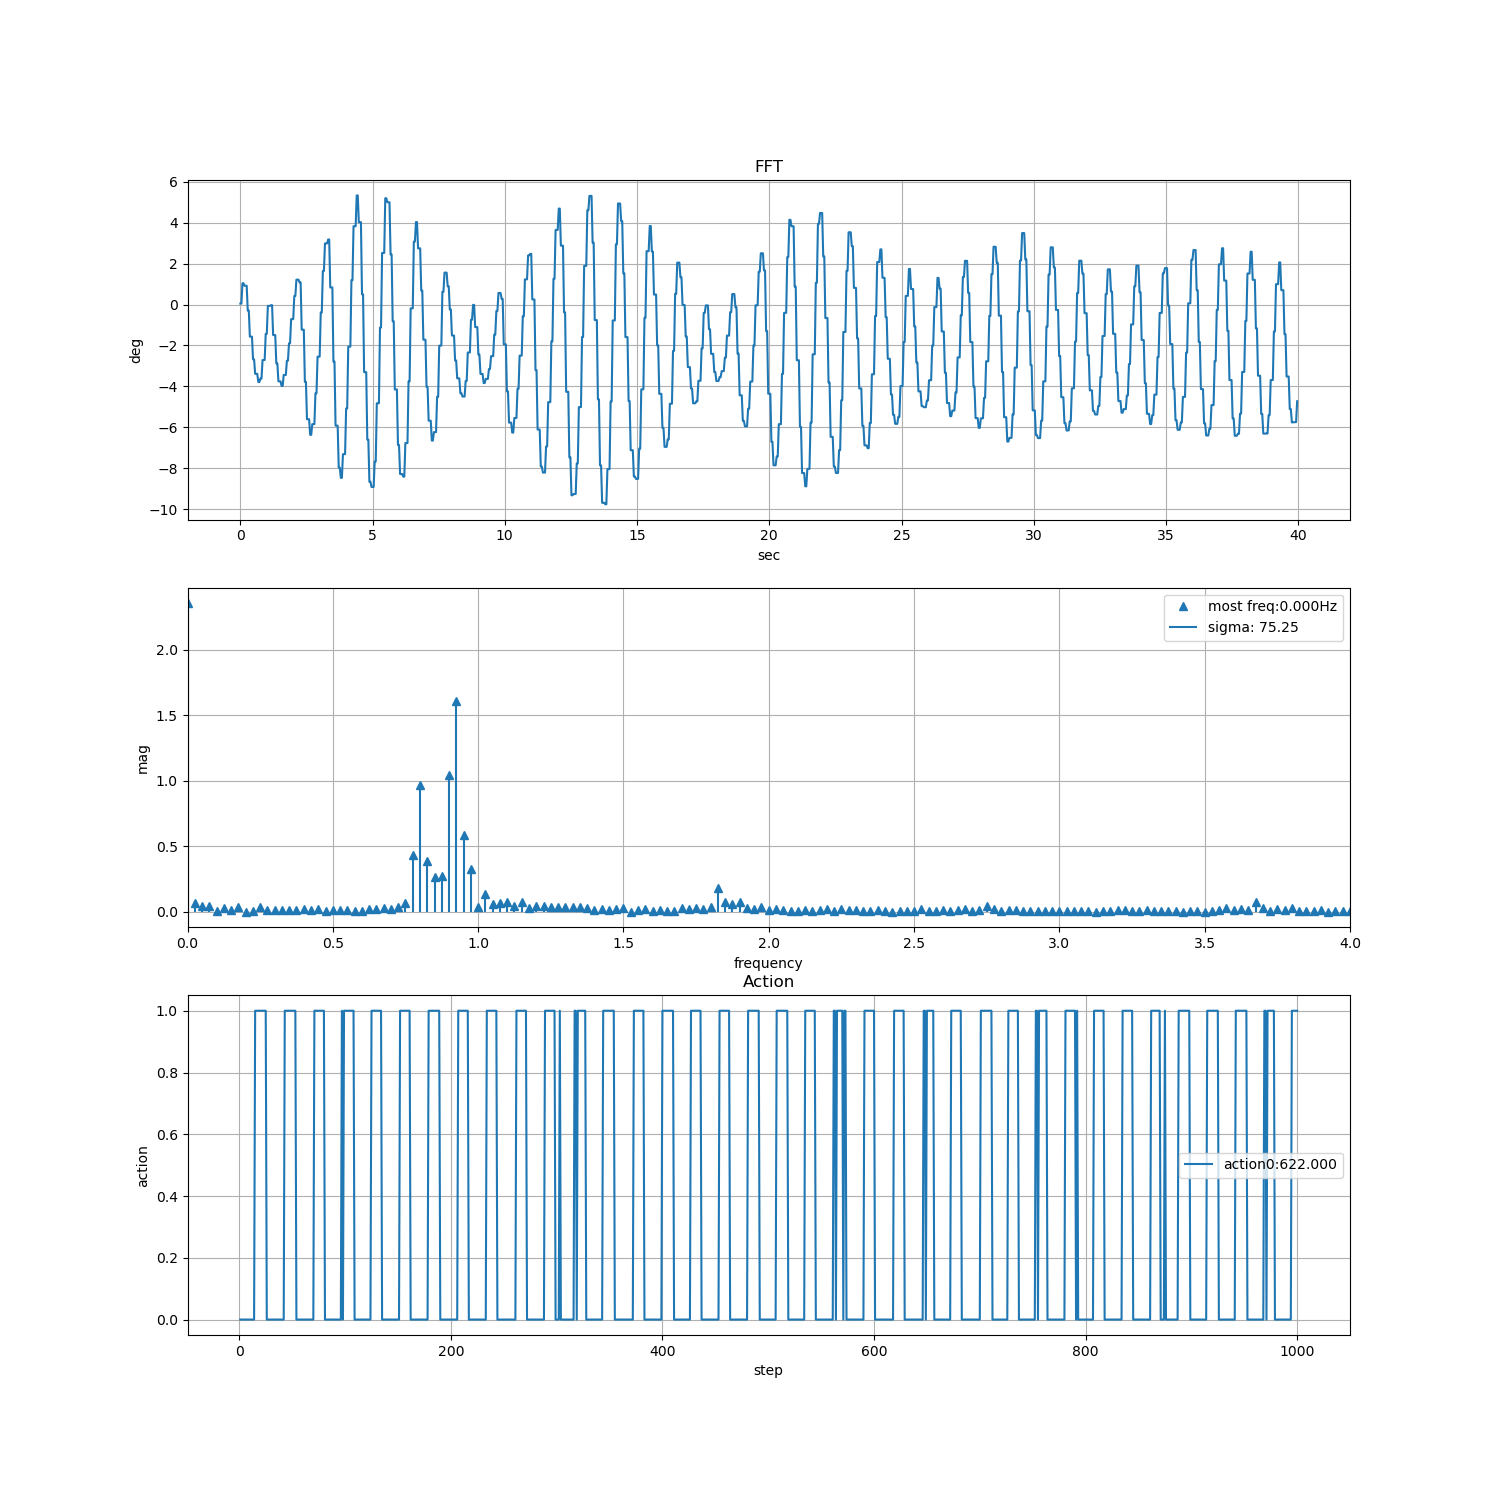 FFT
6
4
2
0
−2
−4
−6
−8
−10
deg
0 5 10 15 20 25 30 35 40
sec
most freq:0.000Hz
sigma: 75.25
2.0
1.5
1.0
0.5
0.0
mag
0.0 0.5 1.0 1.5 2.0 2.5 3.0 3.5 4.0
frequency
Action
1.0
0.8
0.6
0.4
0.2
0.0
action
action0:622.000
0 200 400 600 800 1000
step